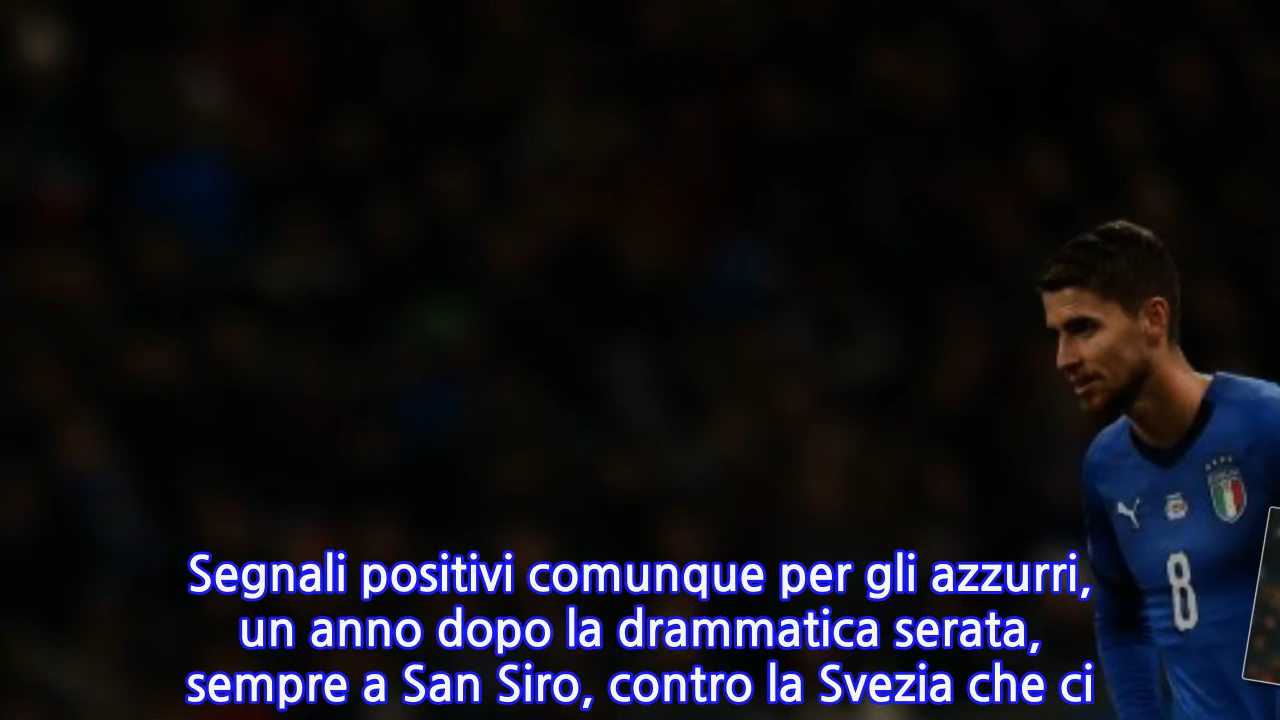 Segnali positivi comunque per gli azzurri,
un anno dopo la drammatica serata,
sempre a San Siro, contro la Svezia che ci
8